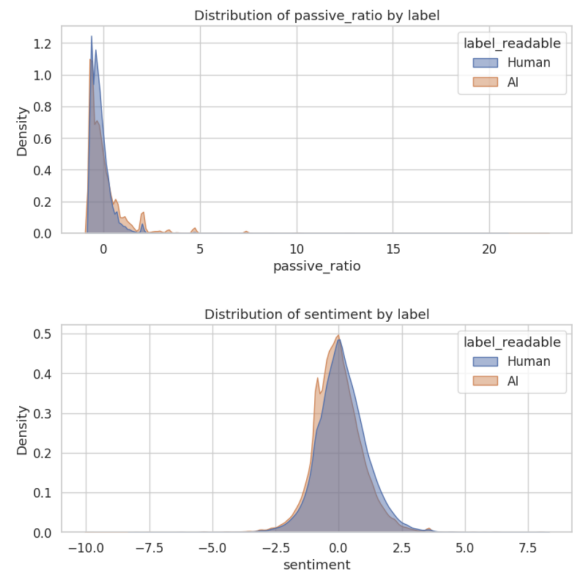 Distribution of passive_ratio by label
label_readable
Human
AI
Density
1.2
1.0
0.8
0.6
0.4
0.2
0.0
0 5 10 15 20
passive_ratio
Distribution of sentiment by label
label_readable
Human
AI
Density
0.5
0.4
0.3
0.2
0.1
0.0
-10.0 -7.5 -5.0 -2.5 0.0 2.5 5.0 7.5
sentiment